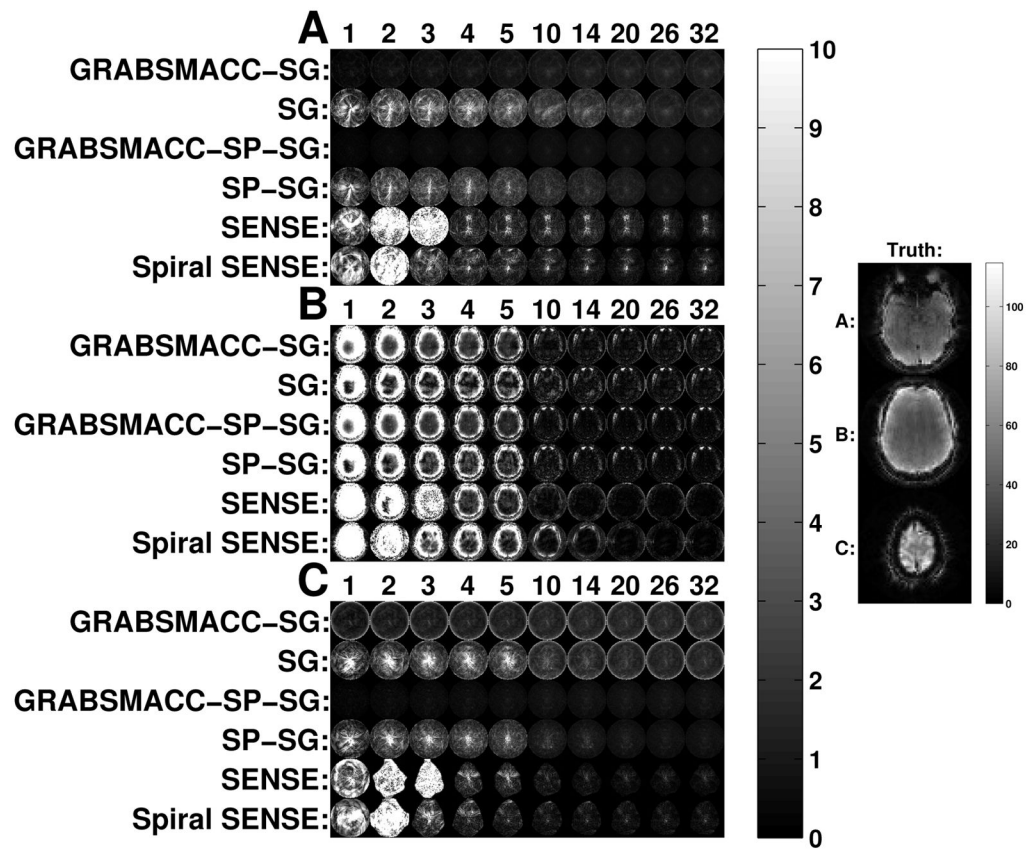 A 1 2 3 4 5 10 14 20 26 32
GRABSMACC–SG:
SG:
GRABSMACC–SP–SG:
SP–SG:
SENSE:
Spiral SENSE:
B 1 2 3 4 5 10 14 20 26 32
GRABSMACC–SG:
SG:
GRABSMACC–SP–SG:
SP–SG:
SENSE:
Spiral SENSE:
C 1 2 3 4 5 10 14 20 26 32
GRABSMACC–SG:
SG:
GRABSMACC–SP–SG:
SP–SG:
SENSE:
Spiral SENSE:
10
9
8
7
6
5
4
3
2
1
0
Truth:
A:
B:
C:
100
80
60
40
20
0